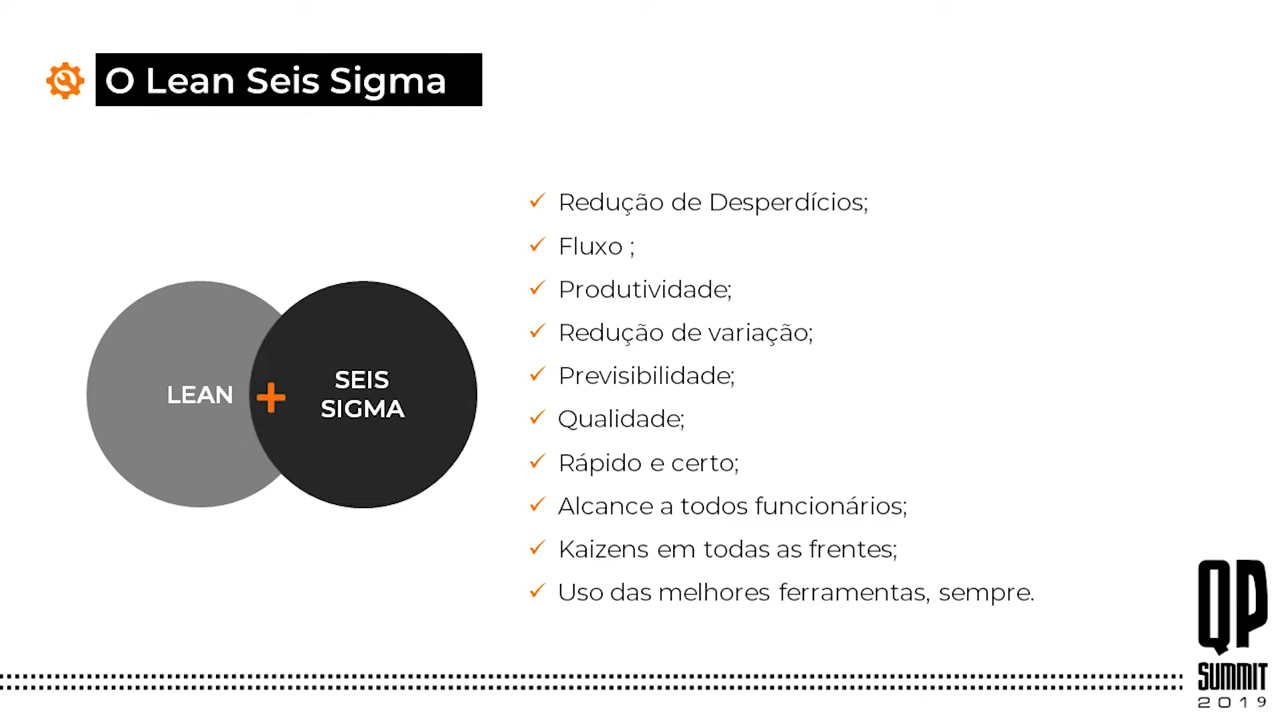 O Lean Seis Sigma
LEAN
+
SEIS
SIGMA
Redução de Desperdícios;
Fluxo ;
Produtividade;
Redução de variação;
Previsibilidade;
Qualidade;
Rápido e certo;
Alcance a todos funcionários;
Kaizens em todas as frentes;
Uso das melhores ferramentas, sempre.
QP
SUMMIT
2019